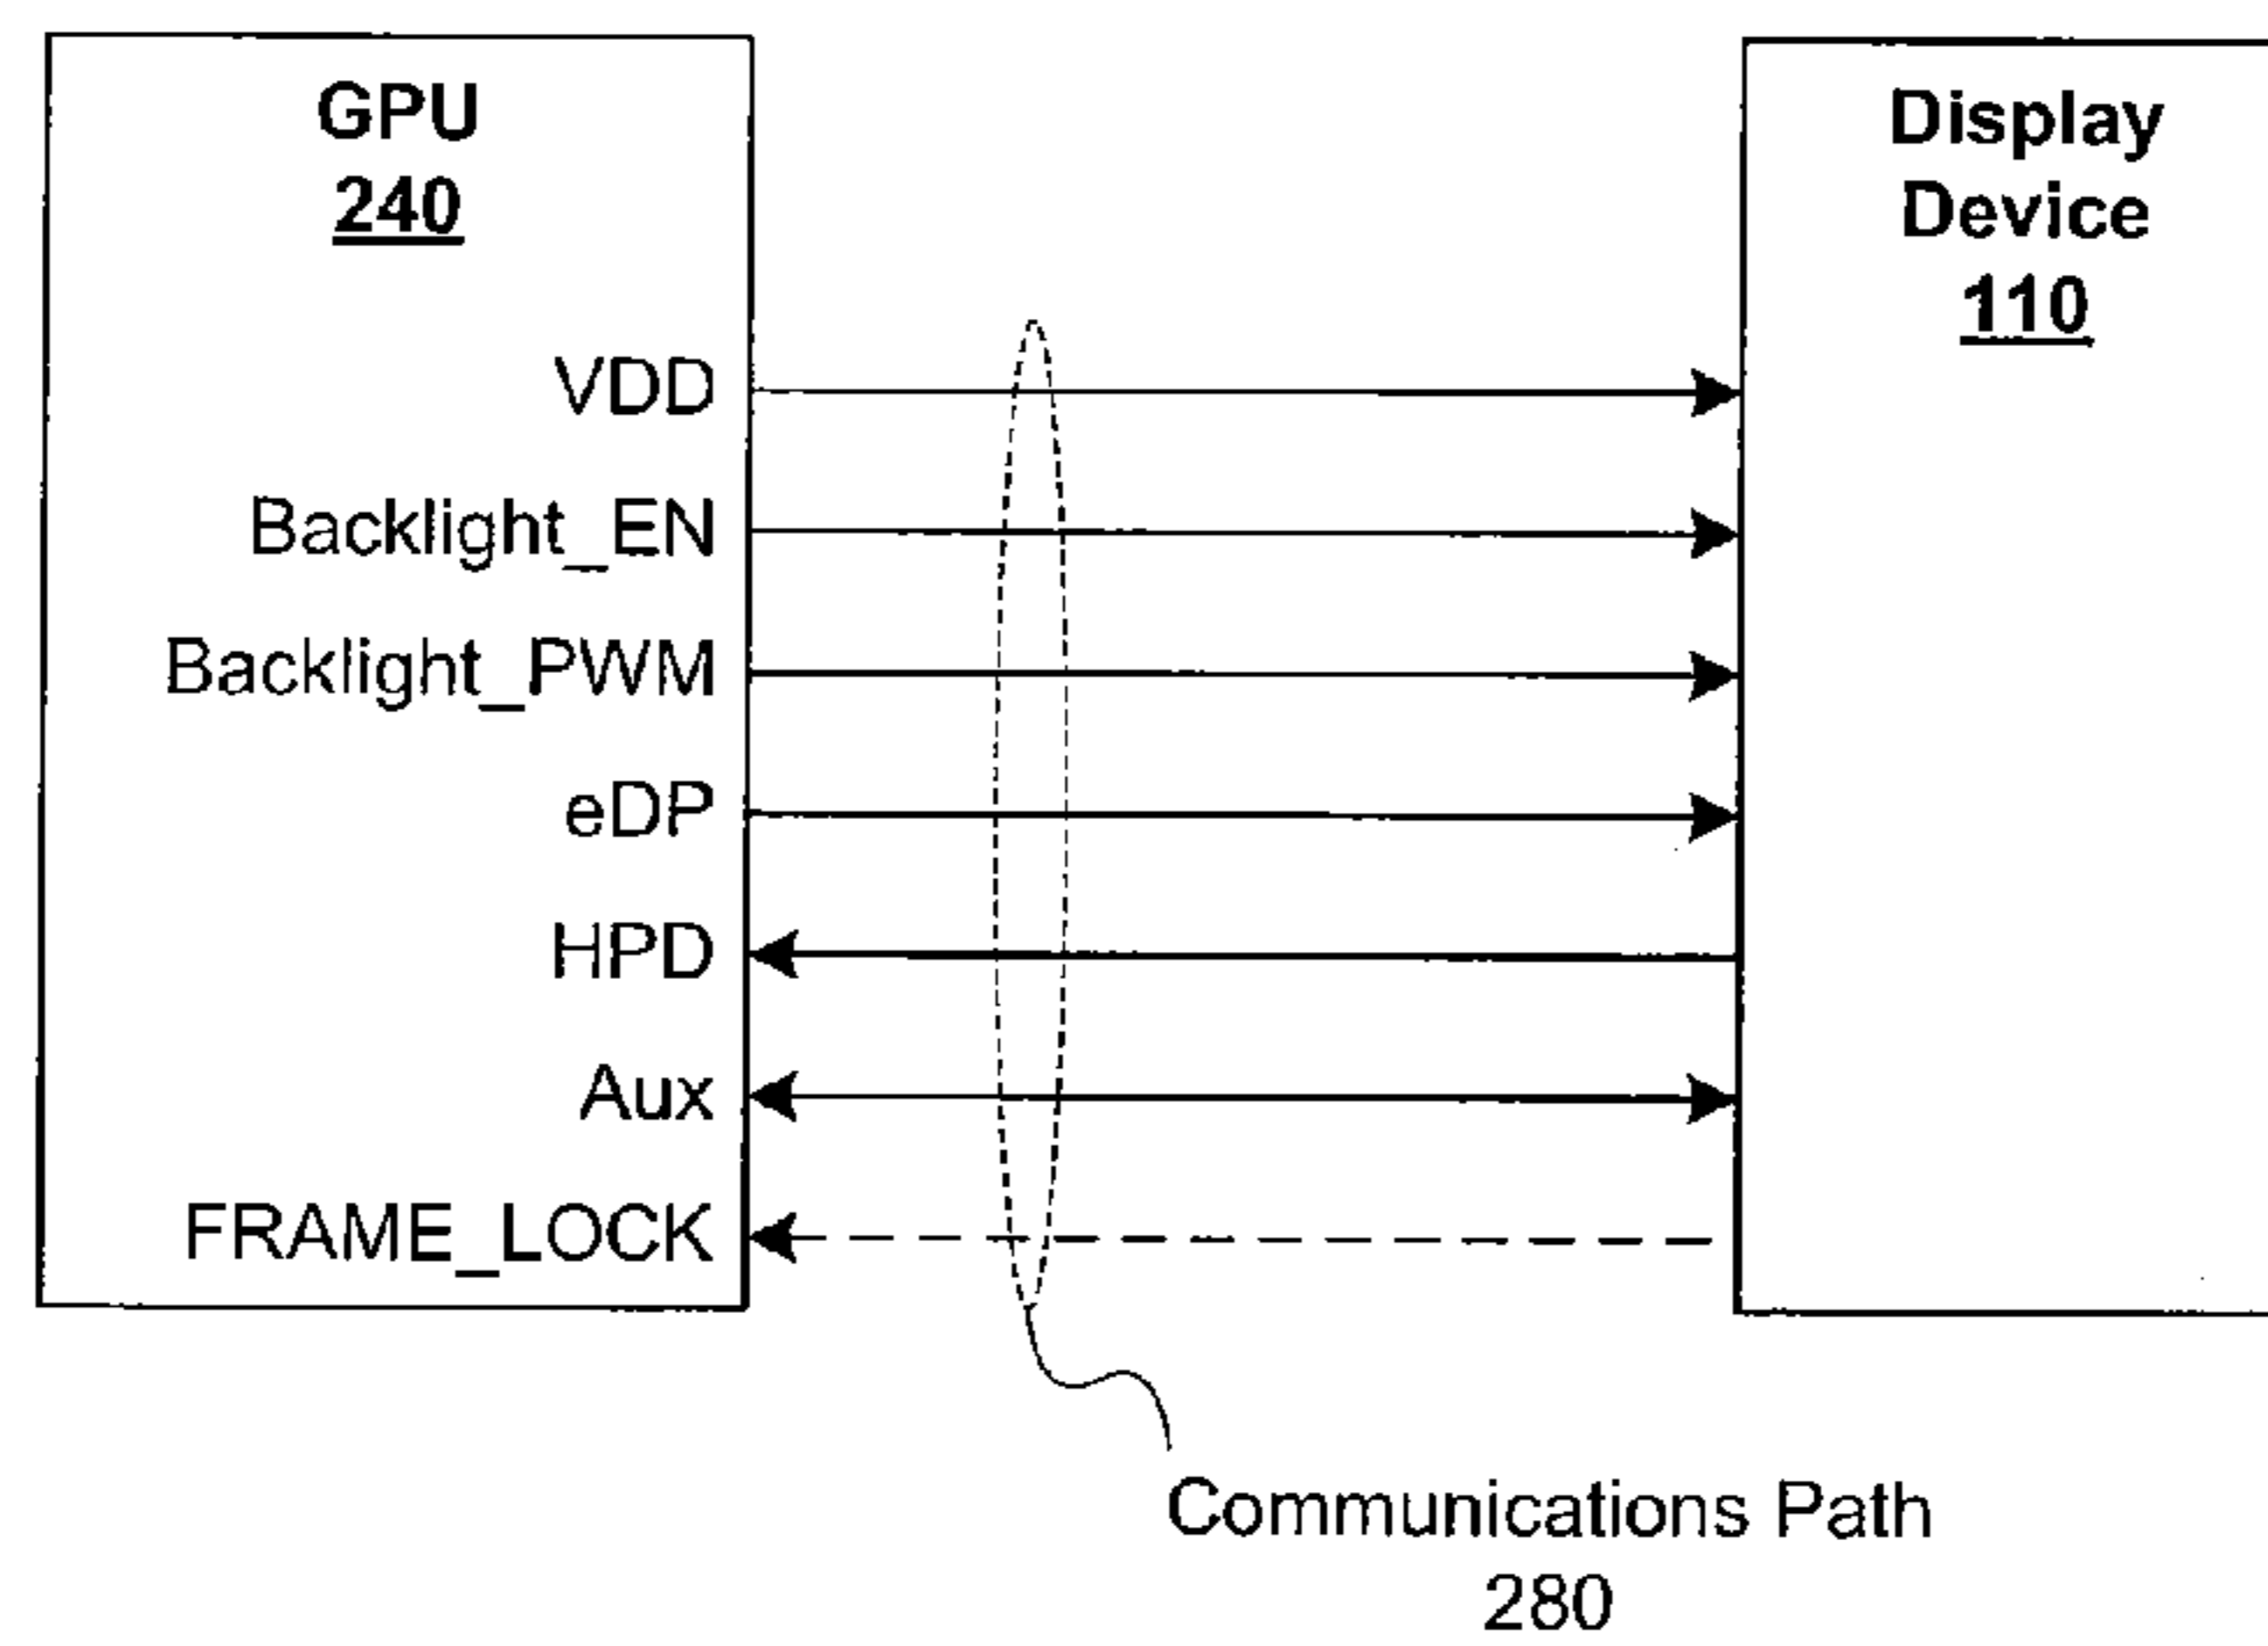 GPU
240
Display
Device
110
VDD
Backlight_EN
Backlight_PWM
eDP
HPD
Aux
FRAME_LOCK
Communications Path
280